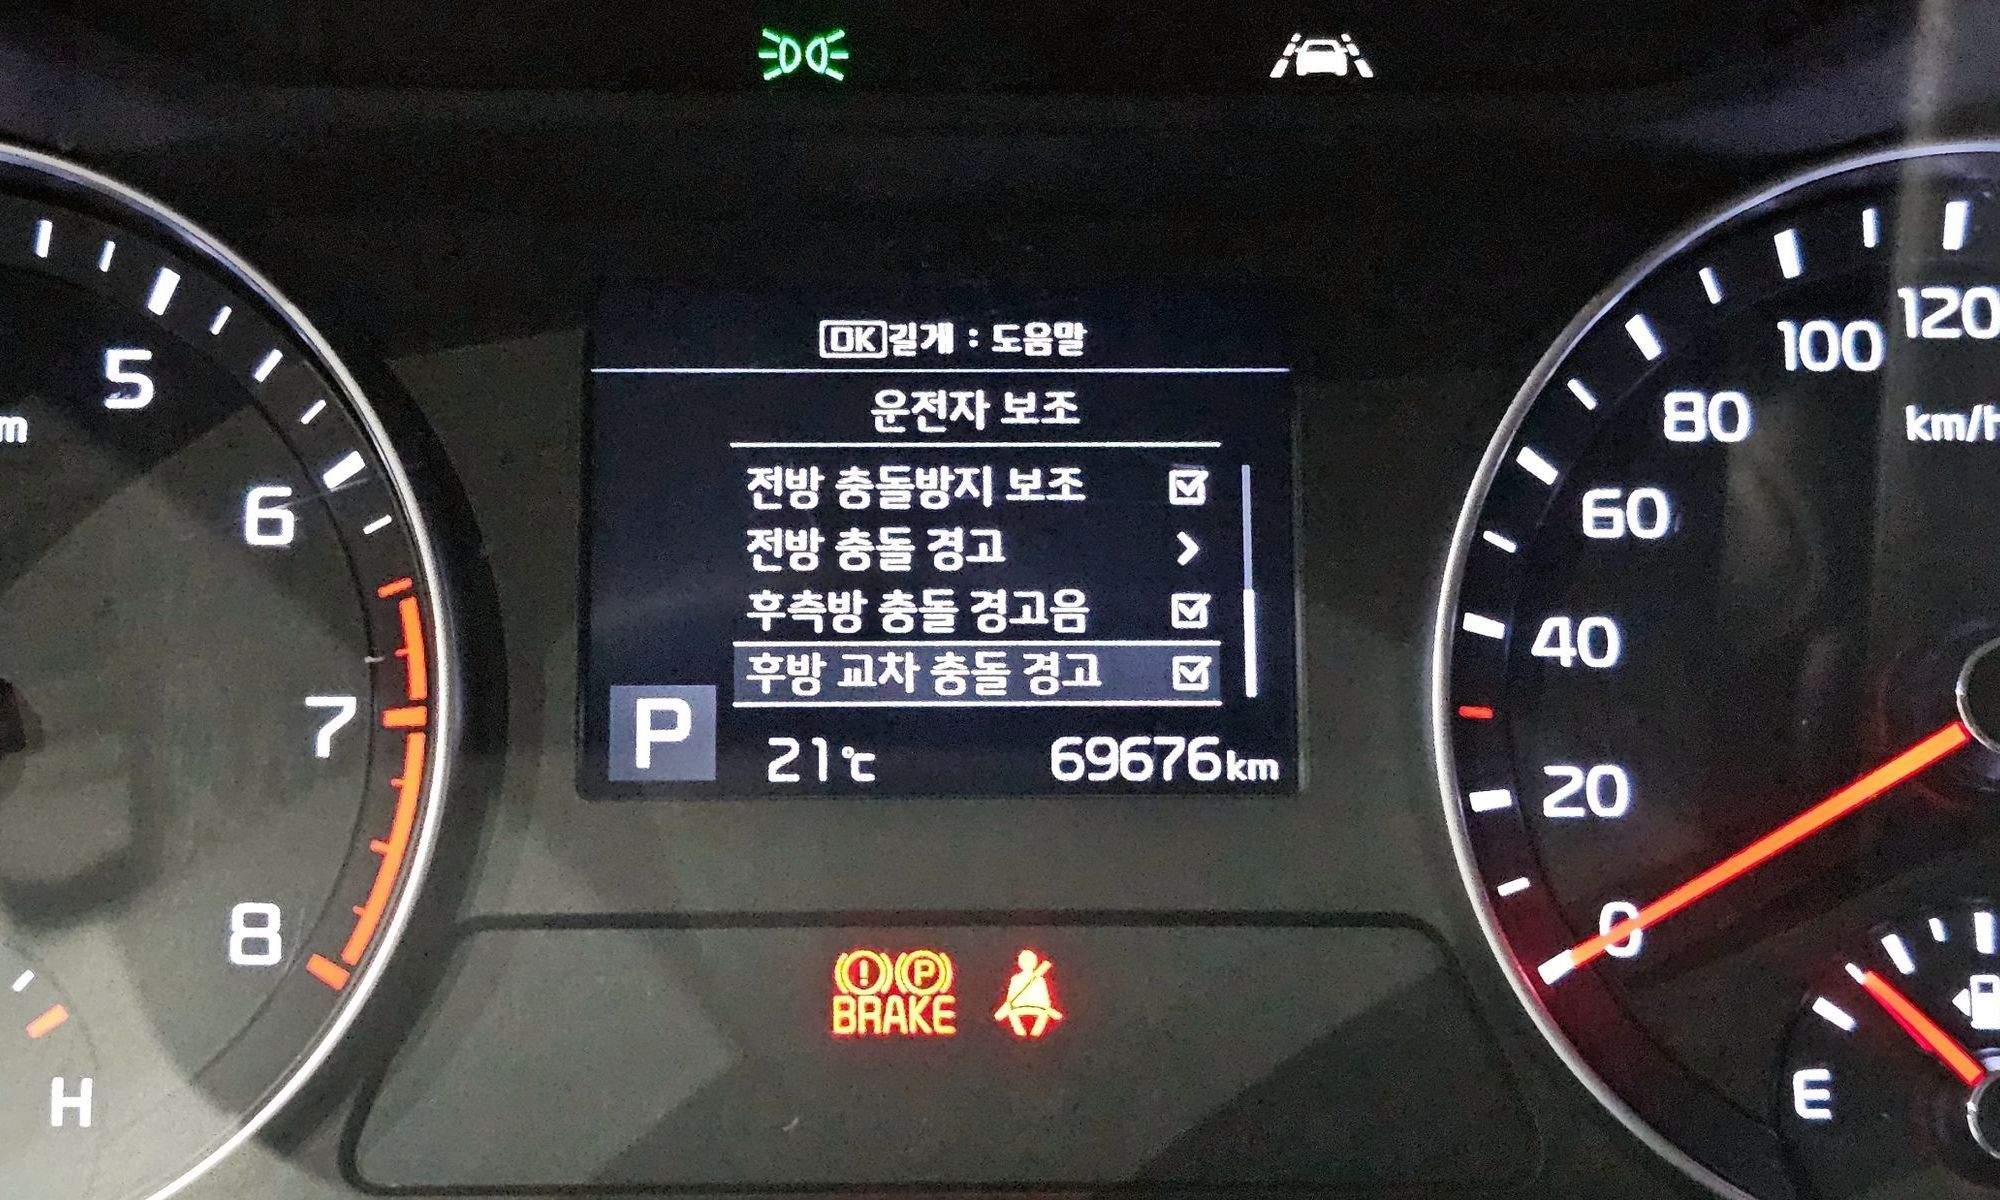 OK길게 : 도움말
운전자 보조
전방 충돌방지 보조
전방 충돌 경고
후측방 충돌 경고음
후방 교차 충돌 경고
P
21℃ 69676km
5
6
7
8
H
m
120
100
km/h
80
60
40
20
0
E
P
BRAKE